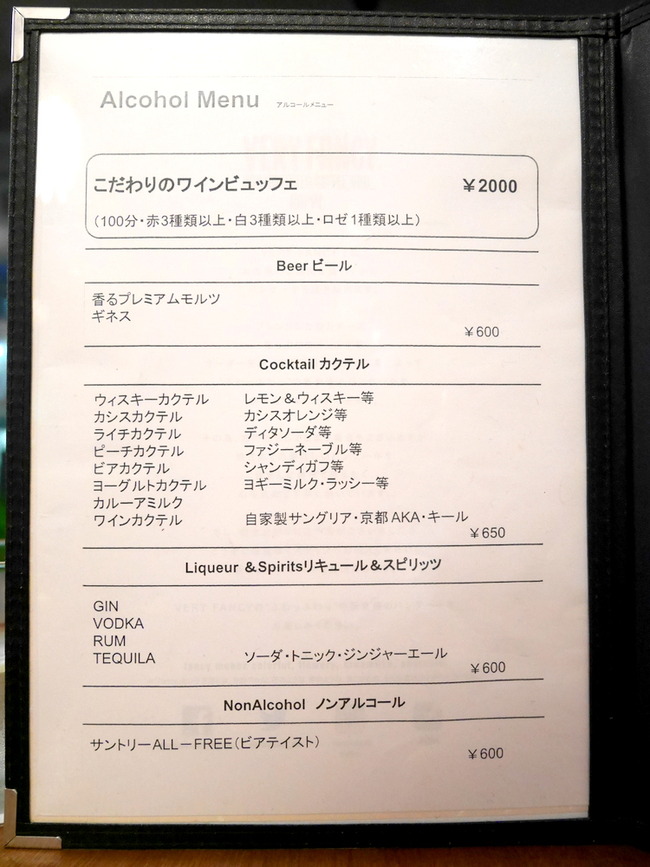 Alcohol Menu アルコールメニュー
こだわりのワインビュッフェ ￥2000
（100分・赤3種類以上・白3種類以上・ロゼ1種類以上）
Beer ビール
香るプレミアムモルツ
ギネス
￥600
Cocktail カクテル
ウィスキーカクテル レモン＆ウィスキー等
カシスカクテル カシスオレンジ等
ライチカクテル ディタソーダ等
ピーチカクテル ファジーネーブル等
ビアカクテル シャンディガフ等
ヨーグルトカクテル ヨギーミルク・ラッシー等
カルーアミルク
ワインカクテル 自家製サングリア・京都AKA・キール
￥650
Liqueur ＆Spiritsリキュール＆スピリッツ
GIN
VODKA
RUM
TEQUILA ソーダ・トニック・ジンジャーエール
￥600
NonAlcohol ノンアルコール
サントリーALL－FREE（ビアテイスト）
￥600